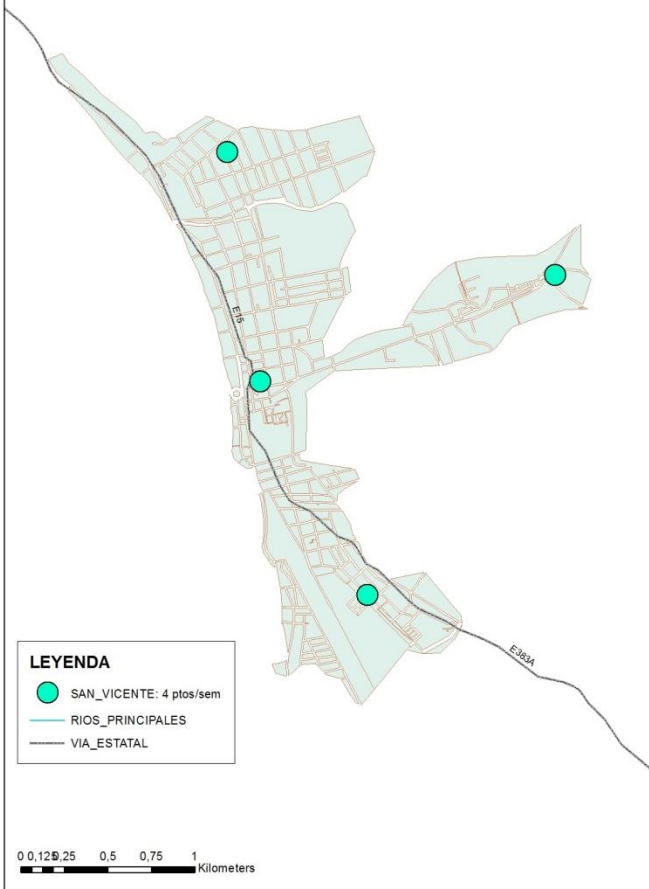 E15
E383A
LEYENDA
SAN_VICENTE: 4 ptos/sem
RIOS_PRINCIPALES
VIA_ESTATAL
0 0,125 0,25 0,5 0,75 1
Kilometers